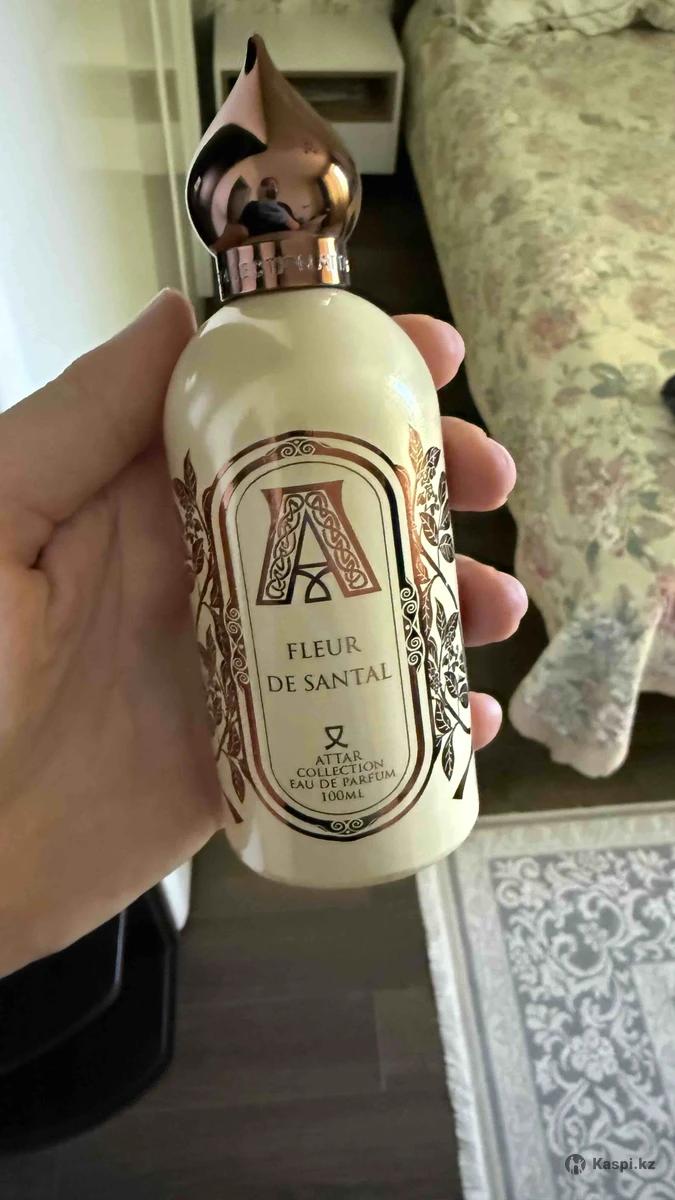 A
FLEUR
DE SANTAL
ATTAR
COLLECTION
EAU DE PARFUM
100ML
Kaspi.kz